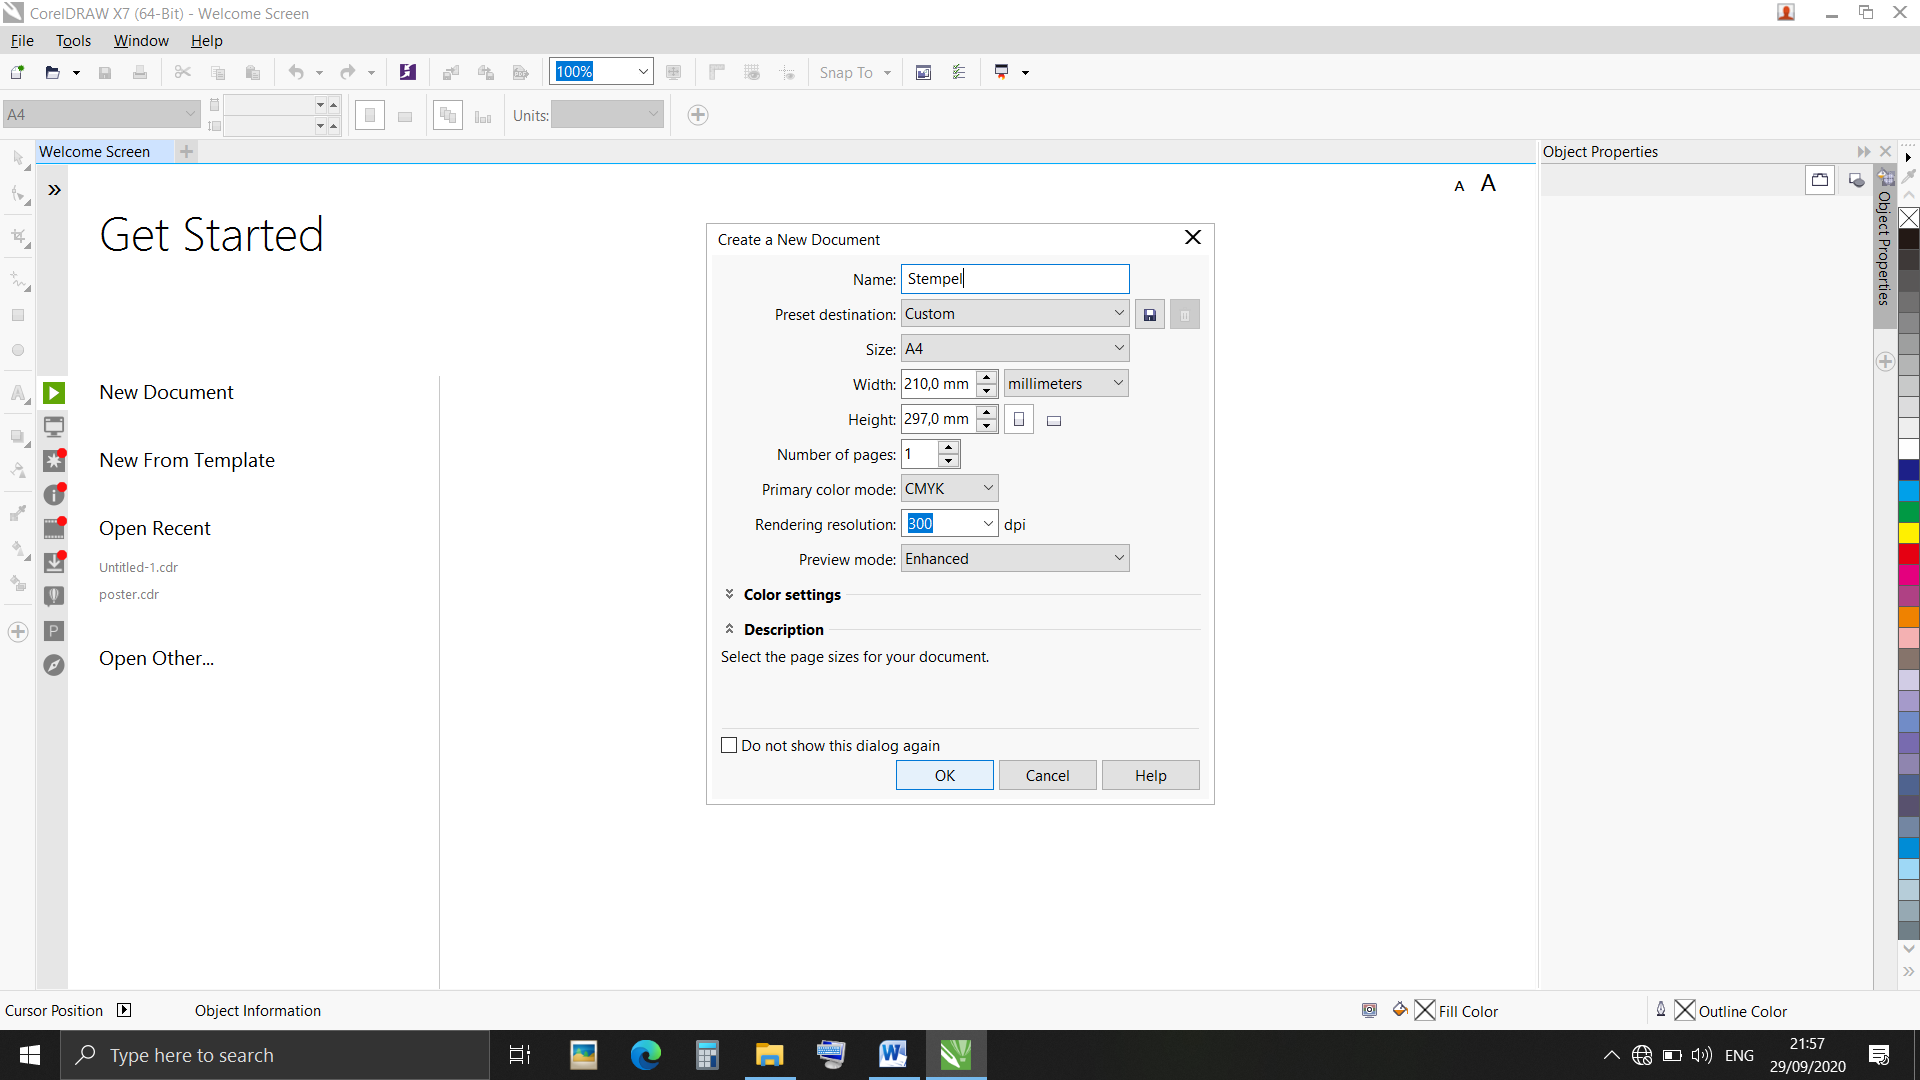 CorelDRAW X7 (64-Bit) - Welcome Screen
File Tools Window Help
100% Snap To
A4 Units:
Welcome Screen
Object Properties
A A
Object Properties
Get Started
New Document
New From Template
Open Recent
Untitled-1.cdr
poster.cdr
Open Other...
P
Create a New Document
Name: Stempel
Preset destination: Custom
Size: A4
Width: 210,0 mm millimeters
Height: 297,0 mm
Number of pages: 1
Primary color mode: CMYK
Rendering resolution: 300 dpi
Preview mode: Enhanced
Color settings
Description
Select the page sizes for your document.
Do not show this dialog again
OK Cancel Help
Cursor Position Object Information Fill Color Outline Color
Type here to search
ENG
21:57
29/09/2020